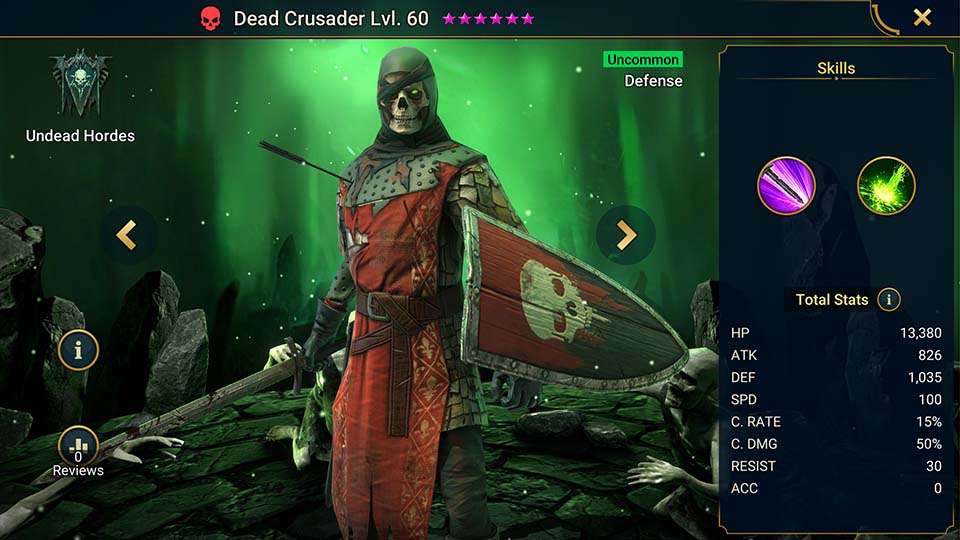 Dead Crusader Lvl. 60
Undead Hordes
Uncommon
Defense
Skills
Total Stats i
HP 13,380
ATK 826
DEF 1,035
SPD 100
C. RATE 15%
C. DMG 50%
RESIST 30
ACC 0
i
0
Reviews